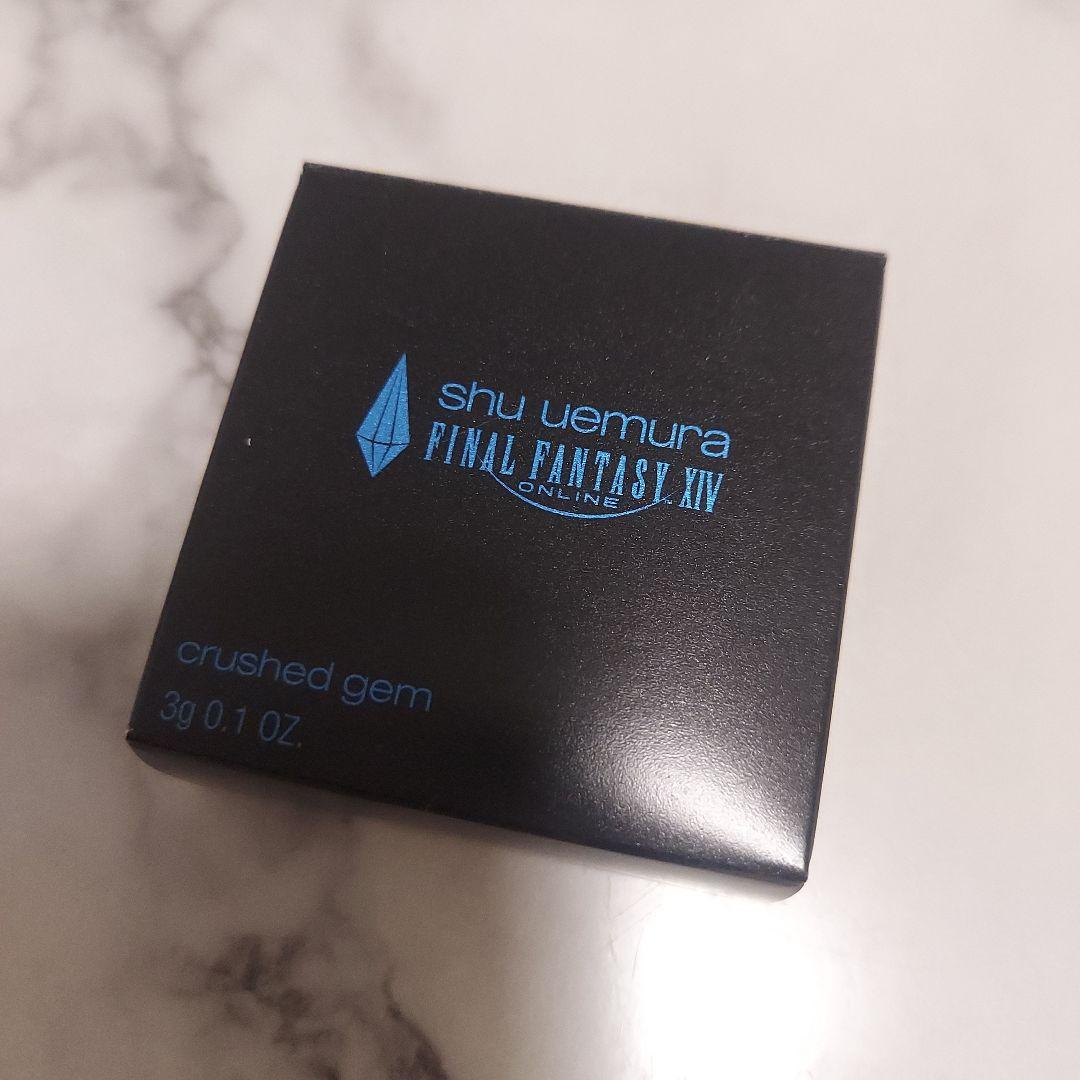 shu uemura
FINAL FANTASY XIV
ONLINE
crushed gem
3g 0.1 OZ.